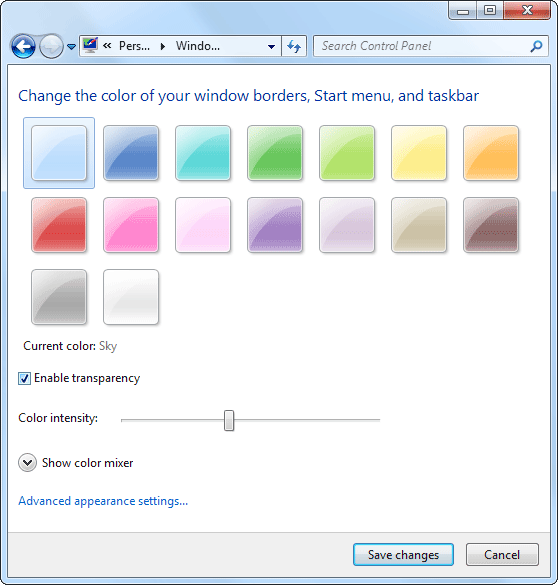 « Pers... ▸ Windo... Search Control Panel
Change the color of your window borders, Start menu, and taskbar
Current color: Sky
Enable transparency
Color intensity:
Show color mixer
Advanced appearance settings...
Save changes Cancel